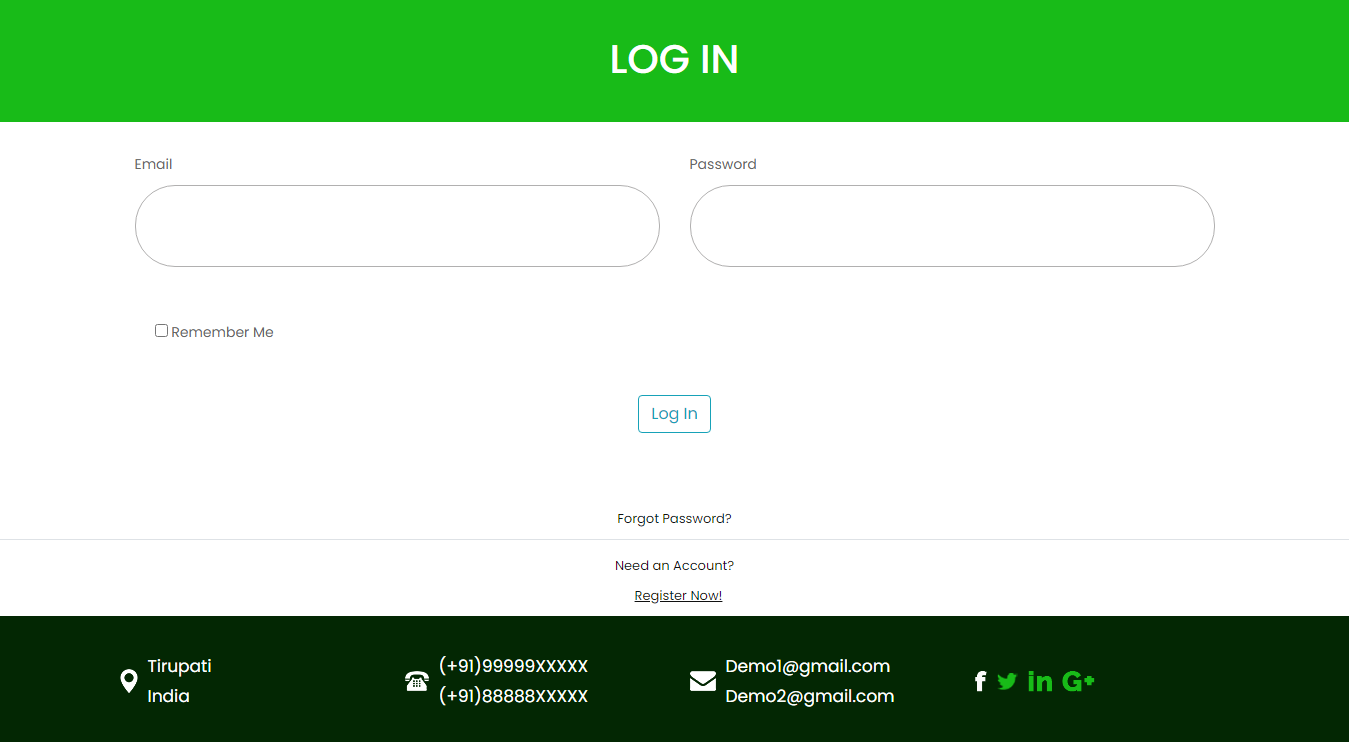 LOG IN
Email
Password
Remember Me
Log In
Forgot Password?
Need an Account?
Register Now!
Tirupati
India
(+91)99999XXXXX
(+91)88888XXXXX
Demo1@gmail.com
Demo2@gmail.com
f in G+